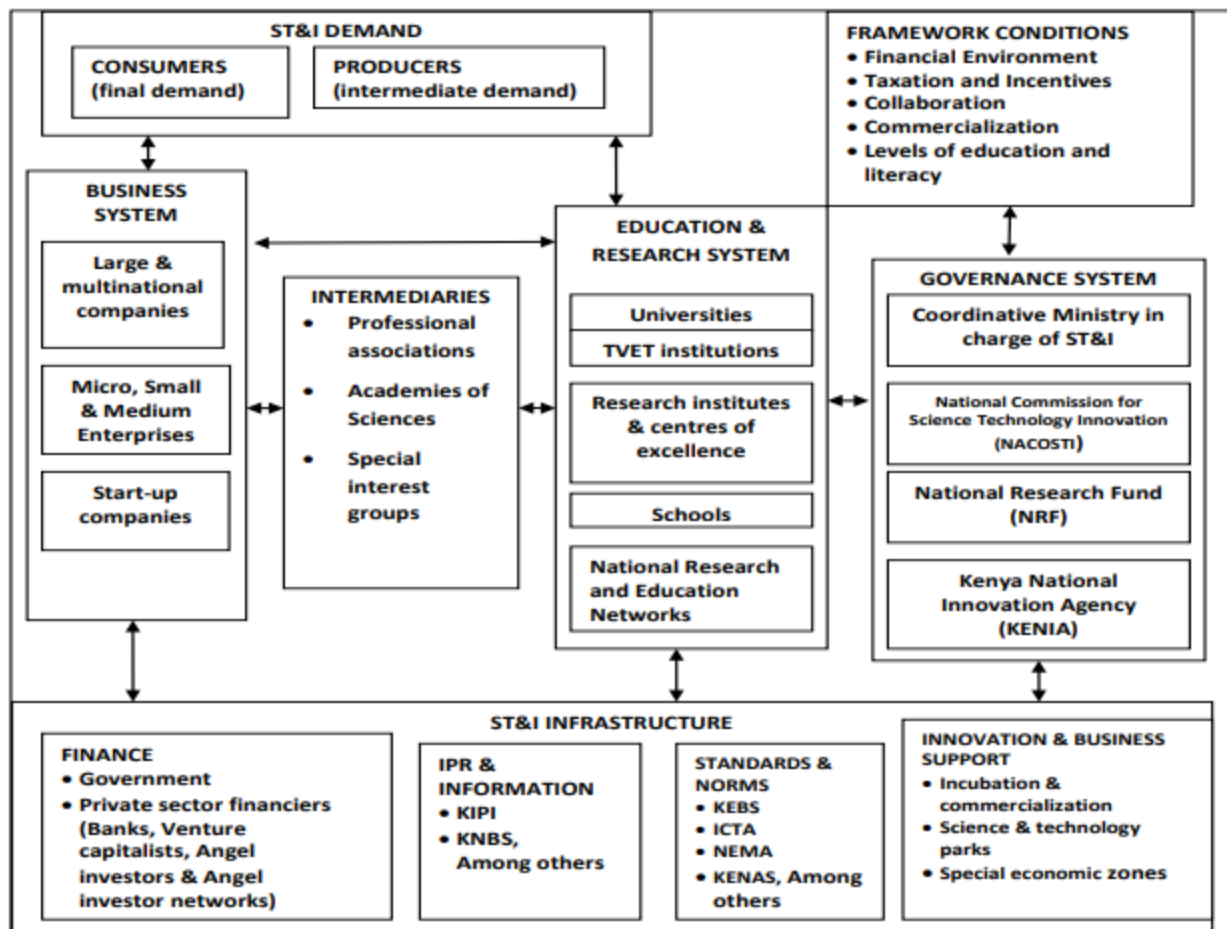 ST&I DEMAND
CONSUMERS
(final demand)
PRODUCERS
(intermediate demand)
FRAMEWORK CONDITIONS
• Financial Environment
• Taxation and Incentives
• Collaboration
• Commercialization
• Levels of education and
literacy
BUSINESS
SYSTEM
Large &
multinational
companies
Micro, Small
& Medium
Enterprises
Start-up
companies
INTERMEDIARIES
• Professional
associations
• Academies of
Sciences
• Special
interest
groups
EDUCATION &
RESEARCH SYSTEM
Universities
TVET institutions
Research institutes
& centres of
excellence
Schools
National Research
and Education
Networks
GOVERNANCE SYSTEM
Coordinative Ministry in
charge of ST&I
National Commission for
Science Technology Innovation
(NACOSTI)
National Research Fund
(NRF)
Kenya National
Innovation Agency
(KENIA)
ST&I INFRASTRUCTURE
FINANCE
• Government
• Private sector financiers
(Banks, Venture
capitalists, Angel
investors & Angel
investor networks)
IPR &
INFORMATION
• KIPI
• KNBS,
Among others
STANDARDS &
NORMS
• KEBS
• ICTA
• NEMA
• KENAS, Among
others
INNOVATION & BUSINESS
SUPPORT
• Incubation &
commercialization
• Science & technology
parks
• Special economic zones